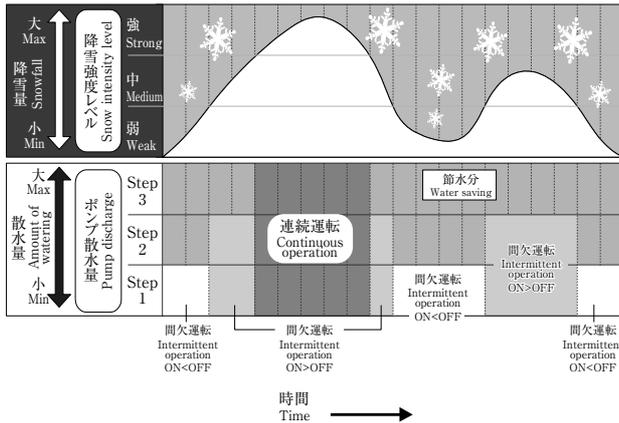 大
Max
降雪量
Snowfall
小
Min
降雪強度レベル
Snow intensity level
強
Strong
中
Medium
弱
Weak
大
Max
散水量
Amount of
watering
小
Min
ポンプ散水量
Pump discharge
Step
3
Step
2
Step
1
節水分
Water saving
連続運転
Continuous
operation
間欠運転
Intermittent
operation
ON<OFF
間欠運転
Intermittent
operation
ON>OFF
間欠運転
Intermittent
operation
ON<OFF
間欠運転
Intermittent
operation
ON>OFF
間欠運転
Intermittent
operation
ON<OFF
時間
Time